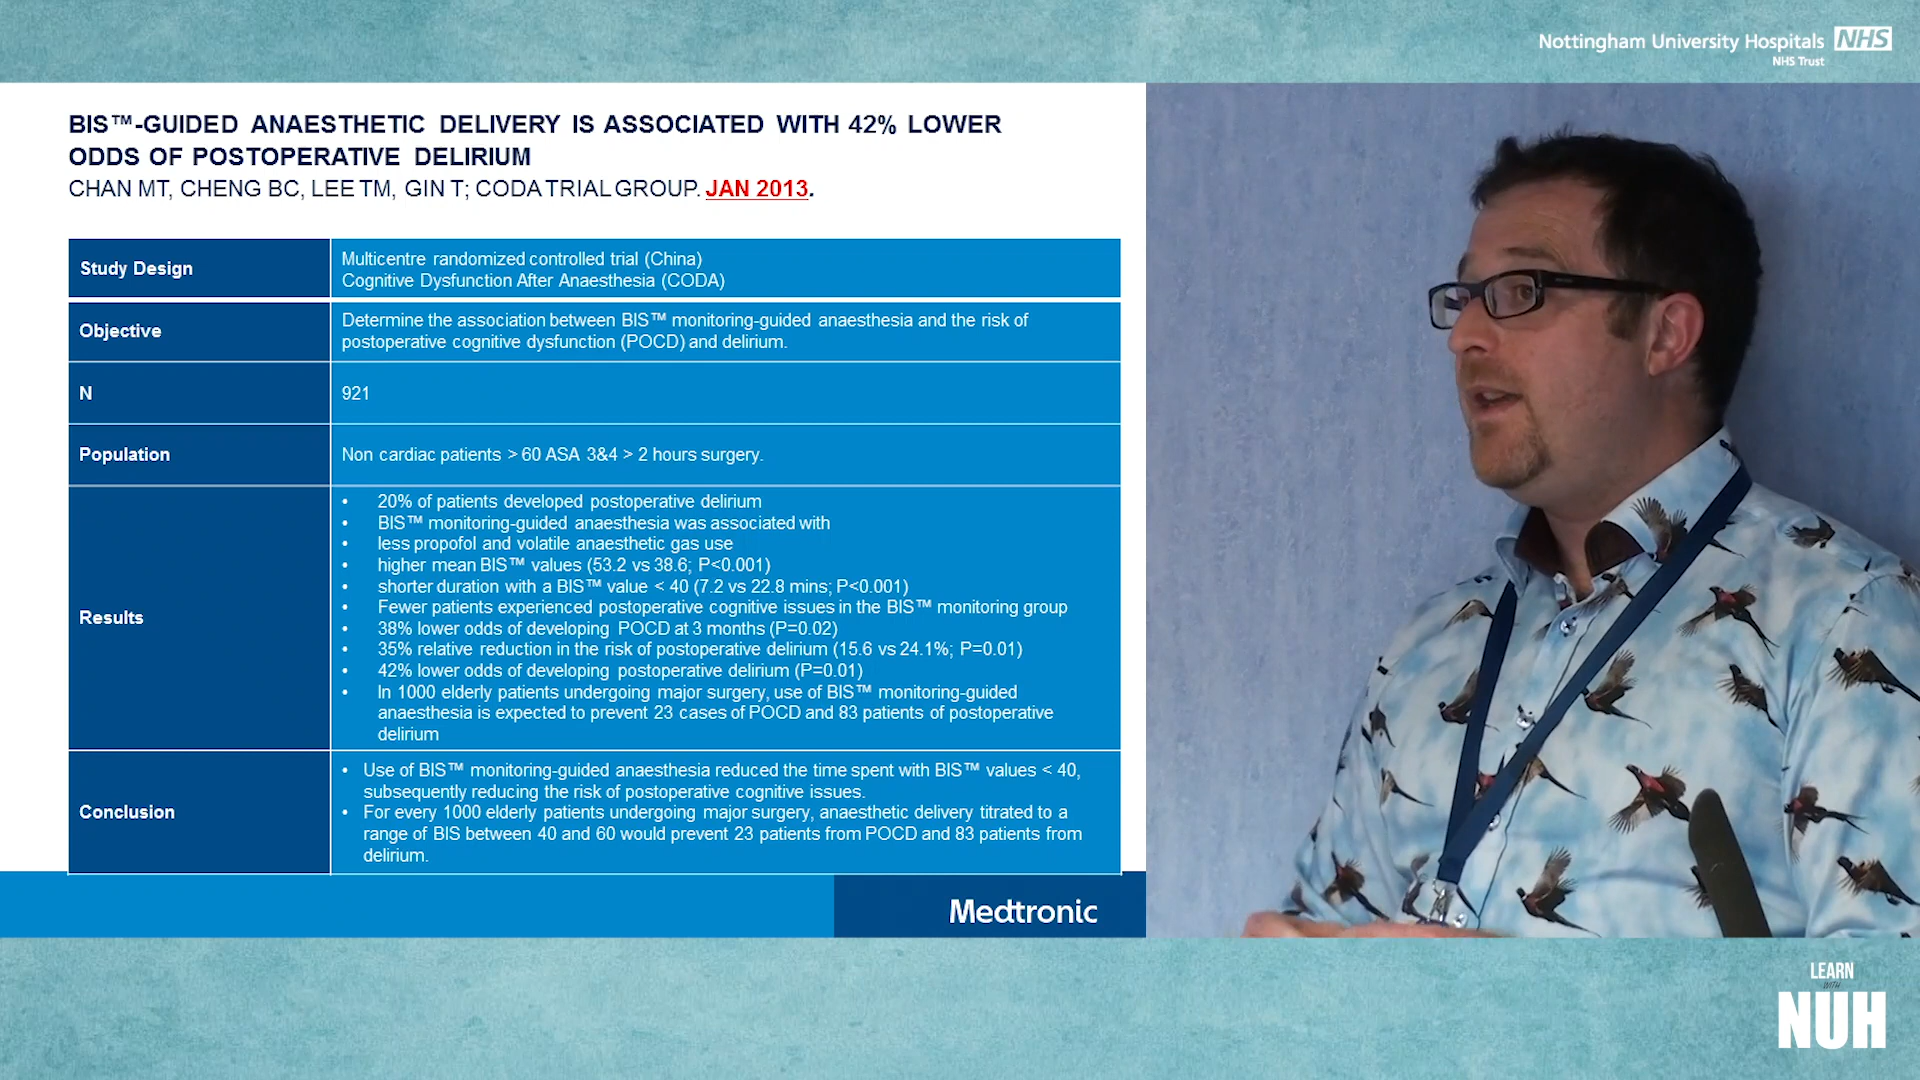 Nottingham University Hospitals NHS
NHS Trust
BIS™-GUIDED ANAESTHETIC DELIVERY IS ASSOCIATED WITH 42% LOWER
ODDS OF POSTOPERATIVE DELIRIUM
CHAN MT, CHENG BC, LEE TM, GIN T; CODA TRIAL GROUP. JAN 2013.
Study Design
Multicentre randomized controlled trial (China)
Cognitive Dysfunction After Anaesthesia (CODA)
Objective
Determine the association between BIS™ monitoring-guided anaesthesia and the risk of
postoperative cognitive dysfunction (POCD) and delirium.
N
921
Population
Non cardiac patients > 60 ASA 3&4 > 2 hours surgery.
Results
• 20% of patients developed postoperative delirium
• BIS™ monitoring-guided anaesthesia was associated with
• less propofol and volatile anaesthetic gas use
• higher mean BIS™ values (53.2 vs 38.6; P<0.001)
• shorter duration with a BIS™ value < 40 (7.2 vs 22.8 mins; P<0.001)
• Fewer patients experienced postoperative cognitive issues in the BIS™ monitoring group
• 38% lower odds of developing POCD at 3 months (P=0.02)
• 35% relative reduction in the risk of postoperative delirium (15.6 vs 24.1%; P=0.01)
• 42% lower odds of developing postoperative delirium (P=0.01)
• In 1000 elderly patients undergoing major surgery, use of BIS™ monitoring-guided
anaesthesia is expected to prevent 23 cases of POCD and 83 patients of postoperative
delirium
Conclusion
• Use of BIS™ monitoring-guided anaesthesia reduced the time spent with BIS™ values < 40,
subsequently reducing the risk of postoperative cognitive issues.
• For every 1000 elderly patients undergoing major surgery, anaesthetic delivery titrated to a
range of BIS between 40 and 60 would prevent 23 patients from POCD and 83 patients from
delirium.
Medtronic
LEARN
WITH
NUH